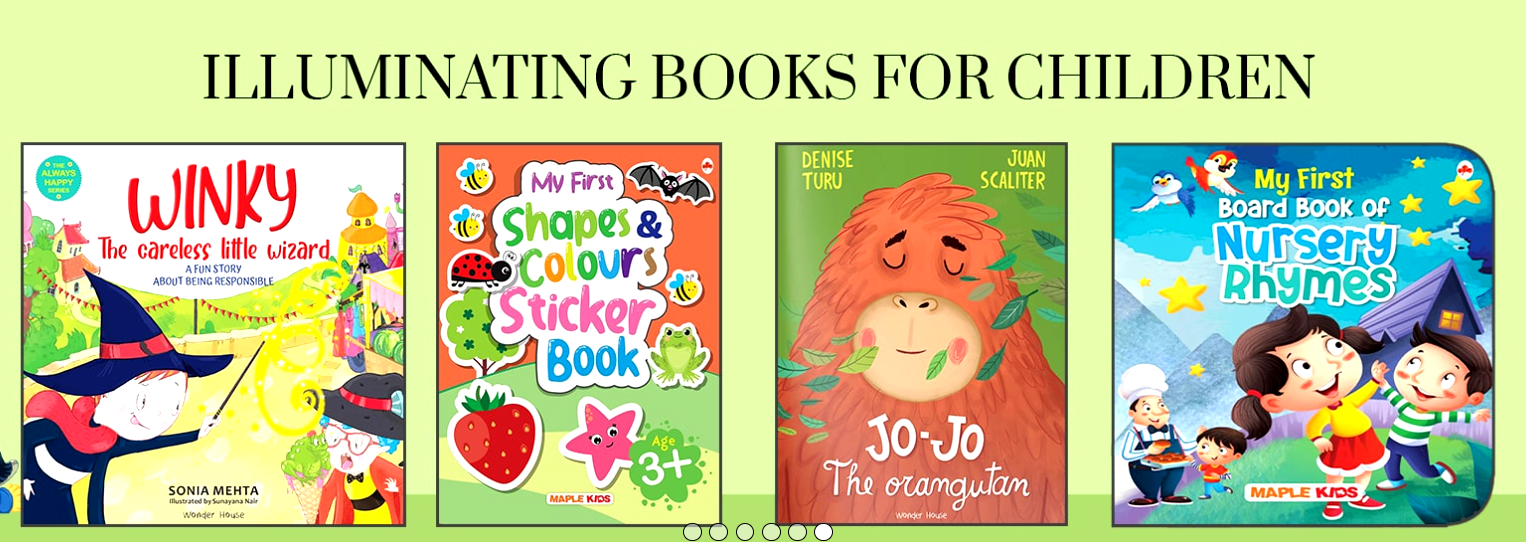 ILLUMINATING BOOKS FOR CHILDREN
THE
ALWAYS
HAPPY
SERIES
WINKY
The careless little wizard
A FUN STORY
ABOUT BEING RESPONSIBLE
SONIA MEHTA
Illustrated by Sunayana Nair
Wonder House
My First
Shapes &
Colours
Sticker
Book
Age
3+
MAPLE KIDS
DENISE
TURU
JUAN
SCALITER
JO-JO
The orangutan
Wonder House
My First
Board Book of
Nursery
Rhymes
MAPLE KIDS